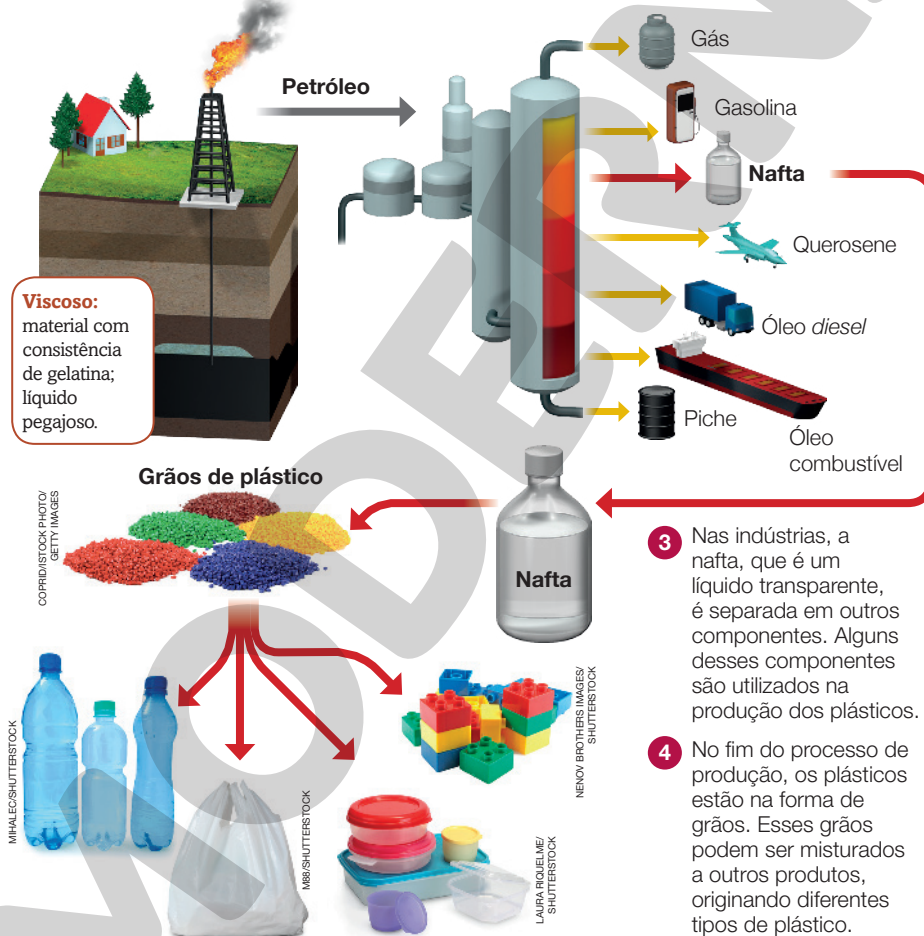 Petróleo
Gás
Gasolina
Nafta
Querosene
Óleo diesel
Piche
Óleo
combustível
Viscoso:
material com
consistência
de gelatina;
líquido
pegajoso.
Grãos de plástico
COPRID/ISTOCK PHOTO/
GETTY IMAGES
Nafta
3 Nas indústrias, a
nafta, que é um
líquido transparente,
é separada em outros
componentes. Alguns
desses componentes
são utilizados na
produção dos plásticos.
4 No fim do processo de
produção, os plásticos
estão na forma de
grãos. Esses grãos
podem ser misturados
a outros produtos,
originando diferentes
tipos de plástico.
MIHALEC/SHUTTERSTOCK
M88/SHUTTERSTOCK
NENOV BROTHERS IMAGES/
SHUTTERSTOCK
LAURA RIQUELME/
SHUTTERSTOCK
MODERN